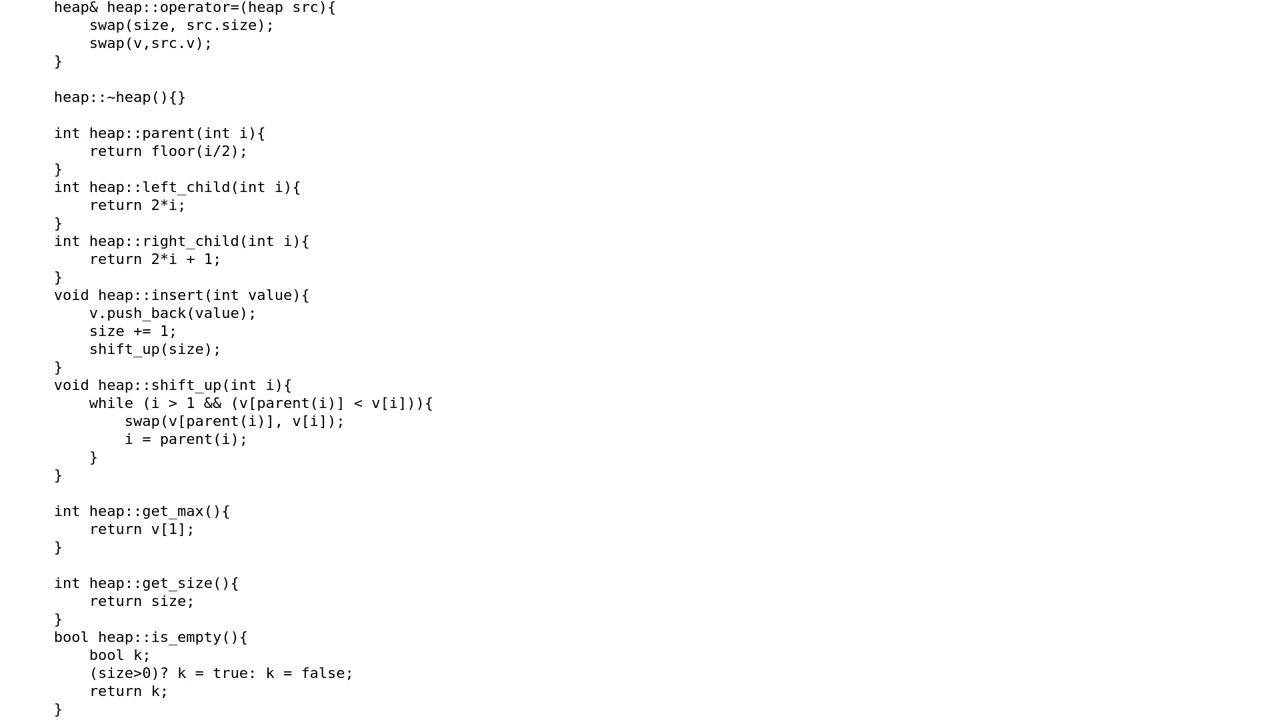 heap& heap::operator=(heap src){
    swap(size, src.size);
    swap(v,src.v);
}

heap::~heap(){}

int heap::parent(int i){
    return floor(i/2);
}
int heap::left_child(int i){
    return 2*i;
}
int heap::right_child(int i){
    return 2*i + 1;
}
void heap::insert(int value){
    v.push_back(value);
    size += 1;
    shift_up(size);
}
void heap::shift_up(int i){
    while (i > 1 && (v[parent(i)] < v[i])){
        swap(v[parent(i)], v[i]);
        i = parent(i);
    }
}

int heap::get_max(){
    return v[1];
}

int heap::get_size(){
    return size;
}
bool heap::is_empty(){
    bool k;
    (size>0)? k = true: k = false;
    return k;
}